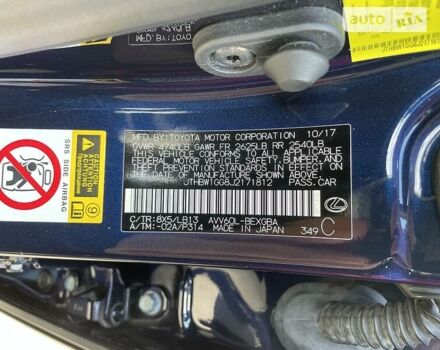 auto RIA
MFD. BY: TOYOTA MOTOR CORPORATION 10/17
GVWR 4740LB GAWR FR 2625LB RR 2540LB
THIS VEHICLE CONFORMS TO ALL APPLICABLE
FEDERAL MOTOR VEHICLE SAFETY, BUMPER, AND
THEFT PREVENTION STANDARDS IN EFFECT ON
THE DATE OF MANUFACTURE SHOWN ABOVE.
JTHBW1GG8J2171812 PASS.CAR
C/TR:8X5/LB13 AVV60L-BEXGBA
A/TM:-02A/P314 MADE IN JAPAN 349 C
SIDE AIRBAG